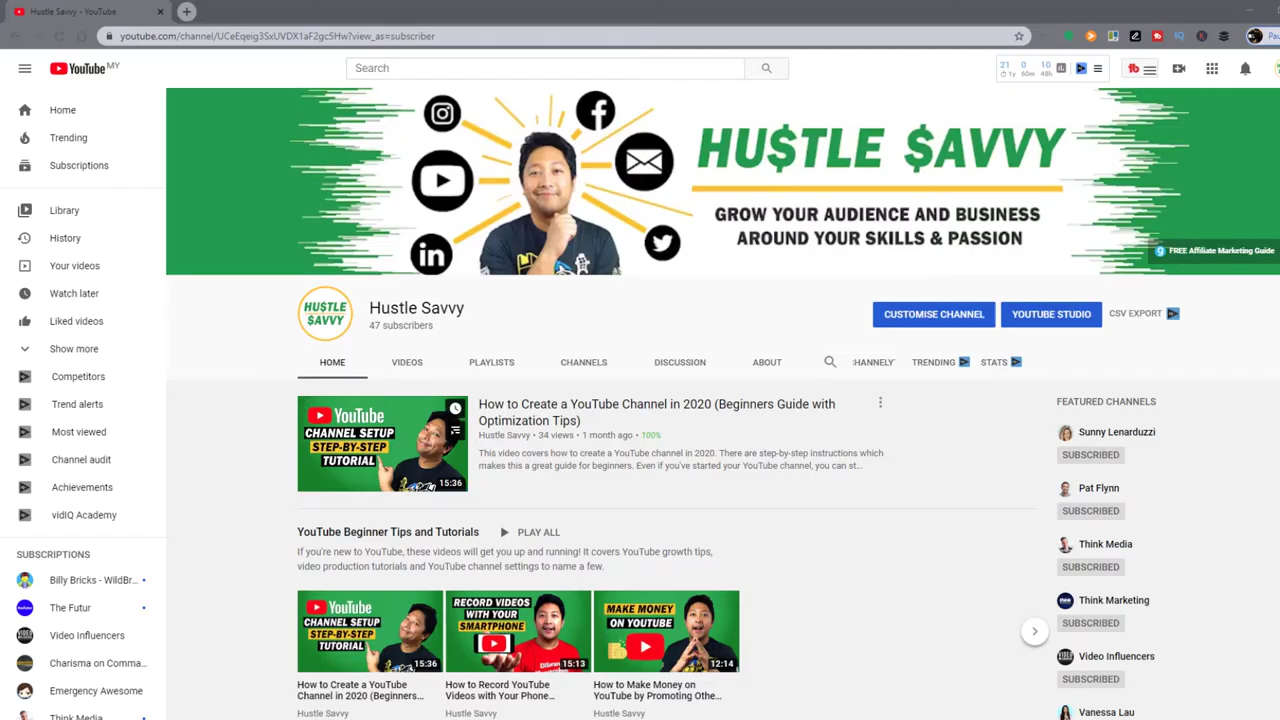 Hustle Savvy - YouTube
youtube.com/channel/UCeEqeig3SxUVDX1aF2gcSHw?view_as=subscriber
YouTube MY
Search
21 0 10
1y 60m 48h
Home
Trending
Subscriptions
Library
History
Your videos
Watch later
Liked videos
Show more
Competitors
Trend alerts
Most viewed
Channel audit
Achievements
vidIQ Academy
SUBSCRIPTIONS
Billy Bricks - WildBr...
The Futur
Video Influencers
Charisma on Comma...
Emergency Awesome
Think Media
HU$TLE $AVVY
GROW YOUR AUDIENCE AND BUSINESS
AROUND YOUR SKILLS & PASSION
FREE Affiliate Marketing Guide
HU$TLE
$AVVY
Hustle Savvy
47 subscribers
CUSTOMISE CHANNEL
YOUTUBE STUDIO
CSV EXPORT
HOME
VIDEOS
PLAYLISTS
CHANNELS
DISCUSSION
ABOUT
:HANNELY
TRENDING
STATS
YouTube
CHANNEL SETUP
STEP-BY-STEP
TUTORIAL
15:36
How to Create a YouTube Channel in 2020 (Beginners Guide with
Optimization Tips)
Hustle Savvy • 34 views • 1 month ago • 100%
This video covers how to create a YouTube channel in 2020. There are step-by-step instructions which
makes this a great guide for beginners. Even if you've started your YouTube channel, you can st...
YouTube Beginner Tips and Tutorials
PLAY ALL
If you're new to YouTube, these videos will get you up and running! It covers YouTube growth tips,
video production tutorials and YouTube channel settings to name a few.
YouTube
CHANNEL SETUP
STEP-BY-STEP
TUTORIAL
15:36
How to Create a YouTube
Channel in 2020 (Beginners...
Hustle Savvy
RECORD VIDEOS
WITH YOUR
SMARTPHONE
15:13
How to Record YouTube
Videos with Your Phone...
Hustle Savvy
MAKE MONEY
ON YOUTUBE
12:14
How to Make Money on
YouTube by Promoting Othe...
Hustle Savvy
FEATURED CHANNELS
Sunny Lenarduzzi
SUBSCRIBED
Pat Flynn
SUBSCRIBED
Think Media
SUBSCRIBED
Think Marketing
SUBSCRIBED
Video Influencers
SUBSCRIBED
Vanessa Lau